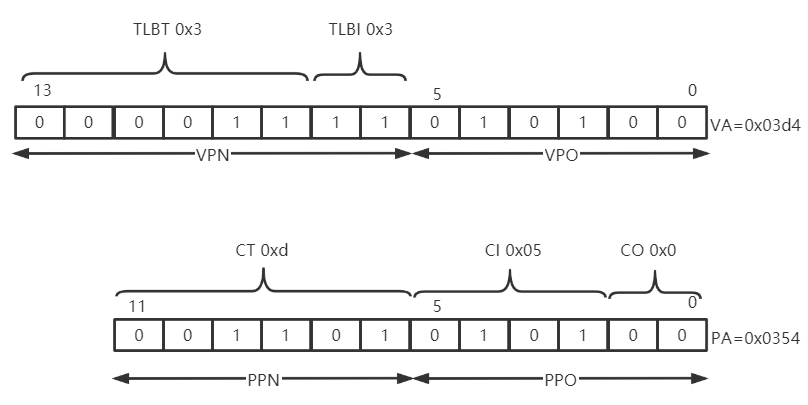 TLBT 0x3 TLBI 0x3
13 5 0
0 0 0 0 1 1 1 1 0 1 0 1 0 0 VA=0x03d4
VPN VPO
CT 0xd CI 0x05 CO 0x0
11 5 0
0 0 1 1 0 1 0 1 0 1 0 0 PA=0x0354
PPN PPO